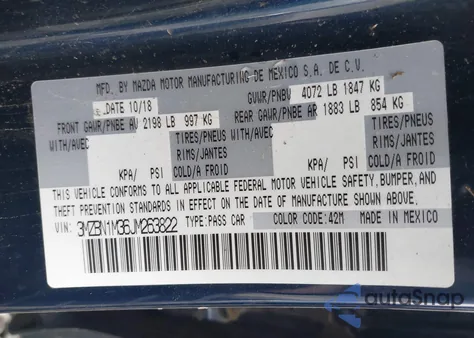 MFD. BY MAZDA MOTOR MANUFACTURING DE MEXICO S.A. DE C.V.
DATE 10/18 GVWR/PNBV 4072 LB 1847 KG
FRONT GAWR/PNBE AV 2198 LB 997 KG REAR GAWR/PNBE AR 1883 LB 854 KG
WITH/AVEC TIRES/PNEUS WITH/AVEC TIRES/PNEUS
RIMS/JANTES RIMS/JANTES
KPA/ PSI COLD/A FROID KPA/ PSI COLD/A FROID
THIS VEHICLE CONFORMS TO ALL APPLICABLE FEDERAL MOTOR VEHICLE SAFETY, BUMPER, AND
THEFT PREVENTION STANDARDS IN EFFECT ON THE DATE OF MANUFACTURE SHOWN ABOVE.
VIN: 3MZBN1M36JM263822 TYPE:PASS CAR COLOR CODE:42M MADE IN MEXICO
autoSnap